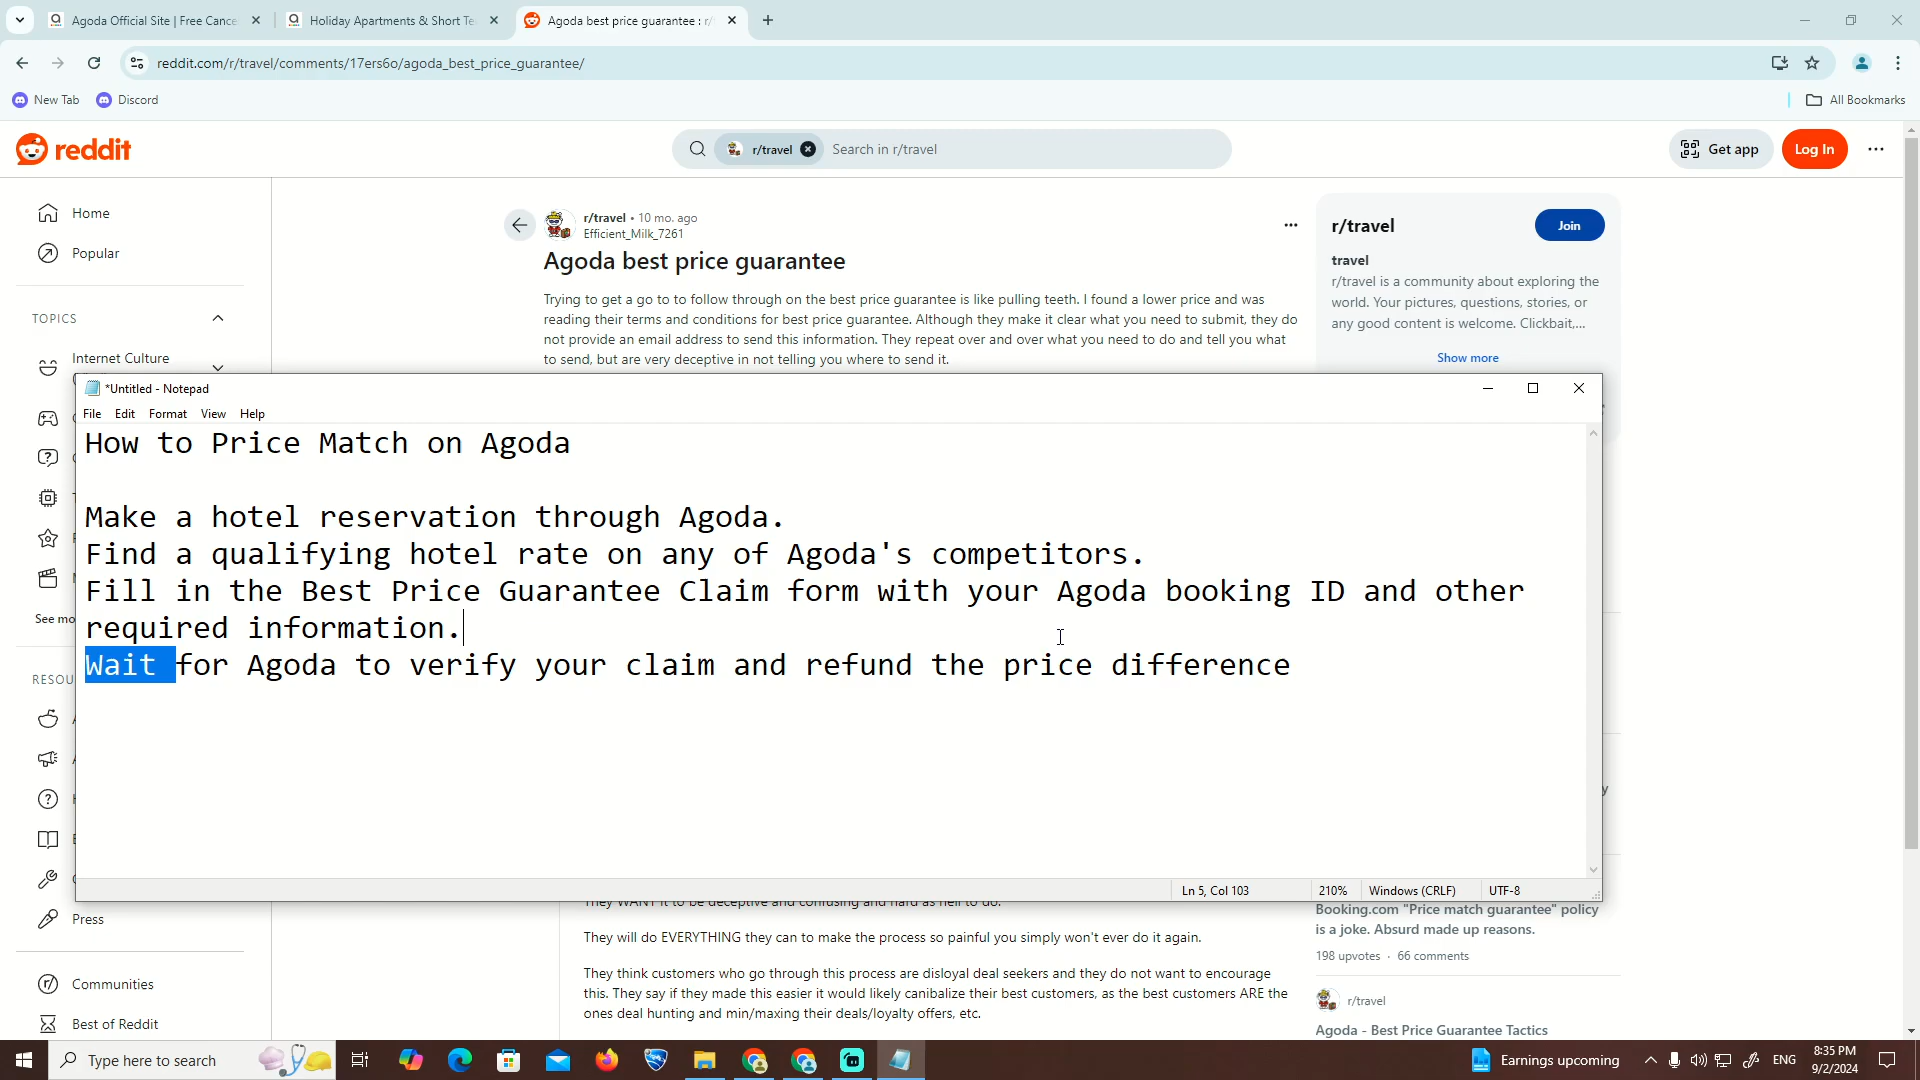 Agoda Official Site | Free Cance
Holiday Apartments & Short Te
Agoda best price guarantee : r/
reddit.com/r/travel/comments/17ers6o/agoda_best_price_guarantee/
New Tab
Discord
All Bookmarks
reddit
r/travel
Search in r/travel
Get app
Log In
Home
Popular
TOPICS
Internet Culture
See mo
RESOU
Press
Communities
Best of Reddit
r/travel • 10 mo. ago
Efficient_Milk_7261
Agoda best price guarantee
Trying to get a go to to follow through on the best price guarantee is like pulling teeth. I found a lower price and was
reading their terms and conditions for best price guarantee. Although they make it clear what you need to submit, they do
not provide an email address to send this information. They repeat over and over what you need to do and tell you what
to send, but are very deceptive in not telling you where to send it.
r/travel
Join
travel
r/travel is a community about exploring the
world. Your pictures, questions, stories, or
any good content is welcome. Clickbait,...
Show more
*Untitled - Notepad
File Edit Format View Help
How to Price Match on Agoda
Make a hotel reservation through Agoda.
Find a qualifying hotel rate on any of Agoda's competitors.
Fill in the Best Price Guarantee Claim form with your Agoda booking ID and other
required information.
Wait for Agoda to verify your claim and refund the price difference
Ln 5, Col 103
210%
Windows (CRLF)
UTF-8
They WANT it to be deceptive and confusing and hard as hell to do.
They will do EVERYTHING they can to make the process so painful you simply won't ever do it again.
They think customers who go through this process are disloyal deal seekers and they do not want to encourage
this. They say if they made this easier it would likely canibalize their best customers, as the best customers ARE the
ones deal hunting and min/maxing their deals/loyalty offers, etc.
Booking.com "Price match guarantee" policy
is a joke. Absurd made up reasons.
198 upvotes · 66 comments
r/travel
Agoda - Best Price Guarantee Tactics
Type here to search
Earnings upcoming
ENG
8:35 PM
9/2/2024